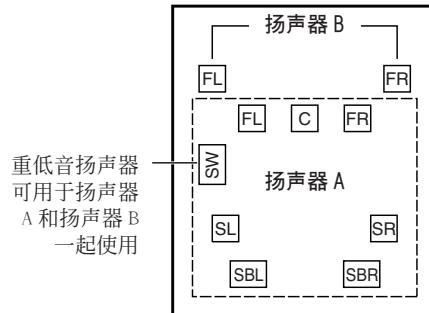 扬声器 B
FL FR
FL C FR
SW
重低音扬声器
可用于扬声器
A 和扬声器 B
一起使用
扬声器 A
SL SR
SBL SBR